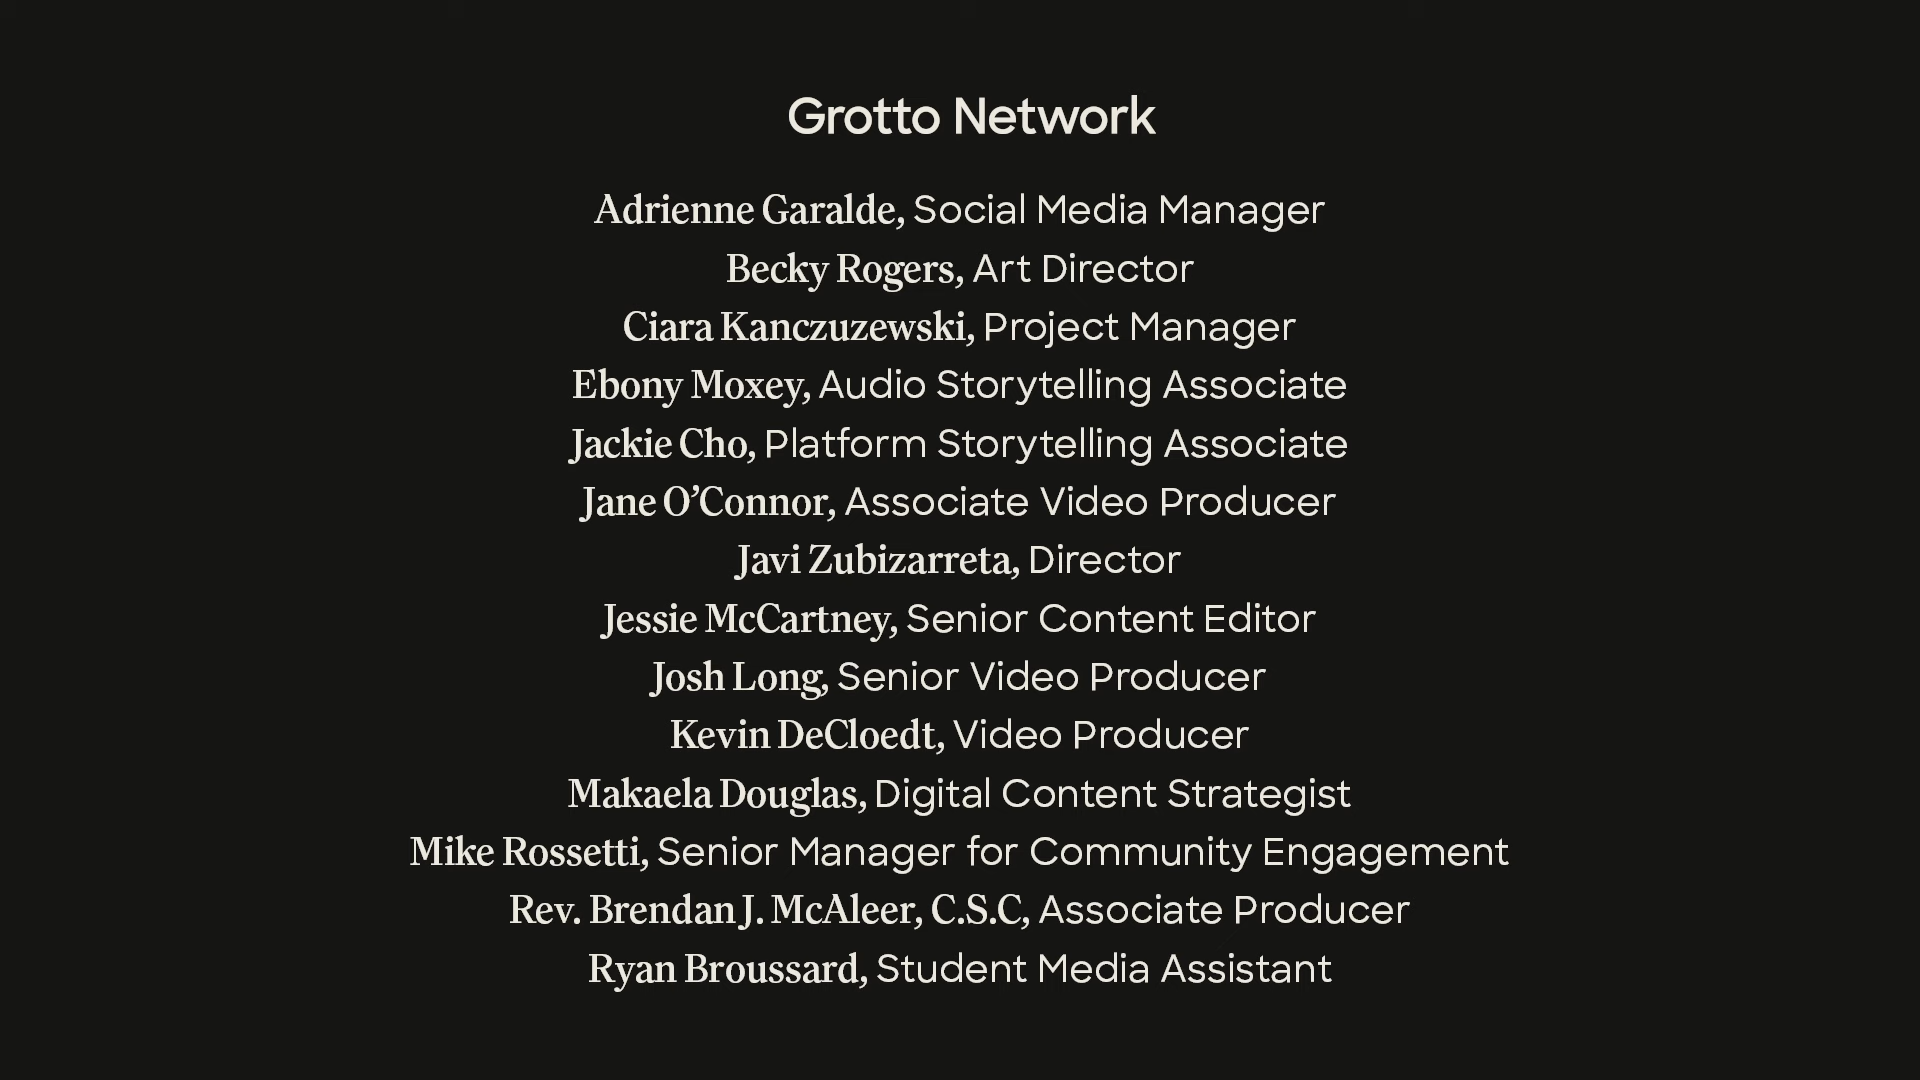 Grotto Network
Adrienne Garalde, Social Media Manager
Becky Rogers, Art Director
Ciara Kanczuzewski, Project Manager
Ebony Moxey, Audio Storytelling Associate
Jackie Cho, Platform Storytelling Associate
Jane O’Connor, Associate Video Producer
Javi Zubizarreta, Director
Jessie McCartney, Senior Content Editor
Josh Long, Senior Video Producer
Kevin DeCloedt, Video Producer
Makaela Douglas, Digital Content Strategist
Mike Rossetti, Senior Manager for Community Engagement
Rev. Brendan J. McAleer, C.S.C, Associate Producer
Ryan Broussard, Student Media Assistant